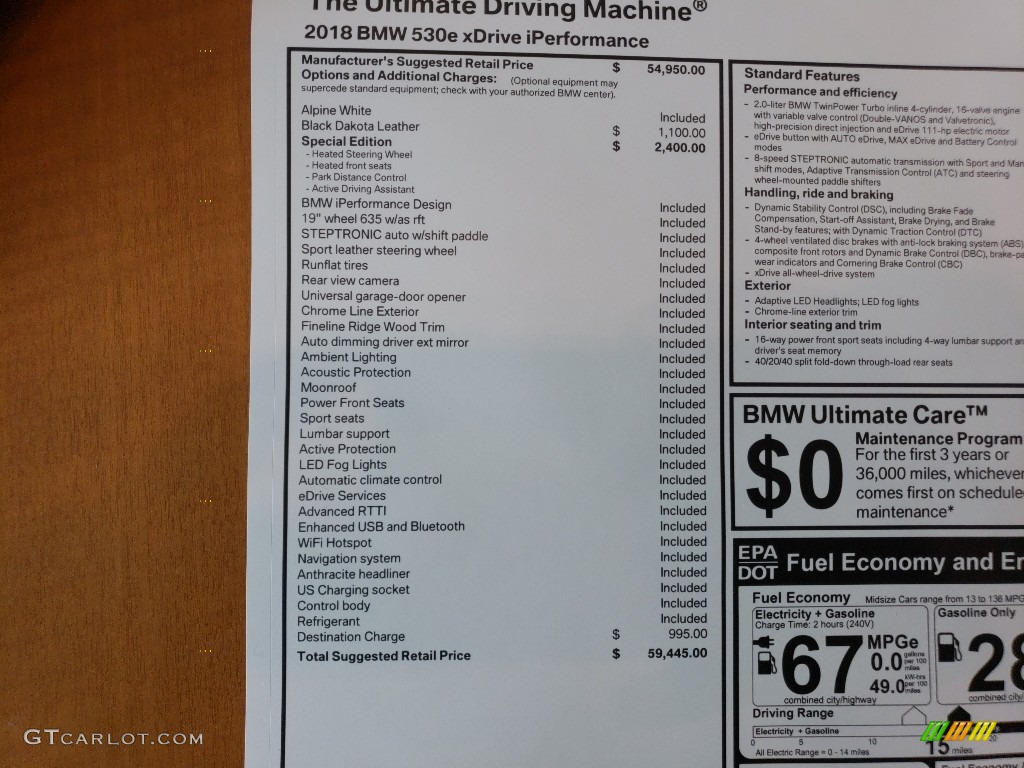 The Ultimate Driving Machine®
2018 BMW 530e xDrive iPerformance
Manufacturer's Suggested Retail Price $ 54,950.00
Options and Additional Charges: (Optional equipment may
supercede standard equipment; check with your authorized BMW center).
Alpine White Included
Black Dakota Leather $ 1,100.00
Special Edition $ 2,400.00
- Heated Steering Wheel
- Heated front seats
- Park Distance Control
- Active Driving Assistant
BMW iPerformance Design Included
19" wheel 635 w/as rft Included
STEPTRONIC auto w/shift paddle Included
Sport leather steering wheel Included
Runflat tires Included
Rear view camera Included
Universal garage-door opener Included
Chrome Line Exterior Included
Fineline Ridge Wood Trim Included
Auto dimming driver ext mirror Included
Ambient Lighting Included
Acoustic Protection Included
Moonroof Included
Power Front Seats Included
Sport seats Included
Lumbar support Included
Active Protection Included
LED Fog Lights Included
Automatic climate control Included
eDrive Services Included
Advanced RTTI Included
Enhanced USB and Bluetooth Included
WiFi Hotspot Included
Navigation system Included
Anthracite headliner Included
US Charging socket Included
Control body Included
Refrigerant Included
Destination Charge $ 995.00
Total Suggested Retail Price $ 59,445.00
Standard Features
Performance and efficiency
- 2.0-liter BMW TwinPower Turbo inline 4-cylinder, 16-valve engine
with variable valve control (Double-VANOS and Valvetronic),
high-precision direct injection and eDrive 111-hp electric motor
- eDrive button with AUTO eDrive, MAX eDrive and Battery Control
modes
- 8-speed STEPTRONIC automatic transmission with Sport and Man
shift modes, Adaptive Transmission Control (ATC) and steering
wheel-mounted paddle shifters
Handling, ride and braking
- Dynamic Stability Control (DSC), including Brake Fade
Compensation, Start-off Assistant, Brake Drying, and Brake
Stand-by features; with Dynamic Traction Control (DTC)
- 4-wheel ventilated disc brakes with anti-lock braking system (ABS)
composite front rotors and Dynamic Brake Control (DBC), brake-pa
wear indicators and Cornering Brake Control (CBC)
- xDrive all-wheel-drive system
Exterior
- Adaptive LED Headlights; LED fog lights
- Chrome-line exterior trim
Interior seating and trim
- 16-way power front sport seats including 4-way lumbar support an
driver's seat memory
- 40/20/40 split fold-down through-load rear seats
BMW Ultimate Care™
$0
Maintenance Program
For the first 3 years or
36,000 miles, whichever
comes first on schedule
maintenance*
EPA
DOT
Fuel Economy and En
Fuel Economy Midsize Cars range from 13 to 136 MPG
Electricity + Gasoline
Charge Time: 2 hours (240V)
67 MPGe
0.0 gallons per 100 miles
49.0 kW-hrs per 100 miles
combined city/highway
Gasoline Only
28
combined city/
Driving Range
Electricity + Gasoline
0 5 10 15 miles
All Electric Range = 0 - 14 miles
Fuel Economy
GTCARLOT.COM